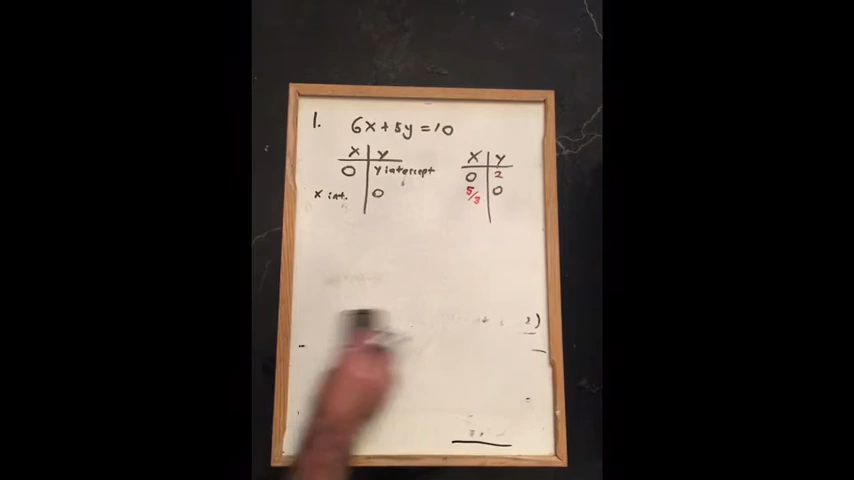 1. 6x+5y=10
x y x y
0 y intercept 0 2
x int. 0 5/3 0
)